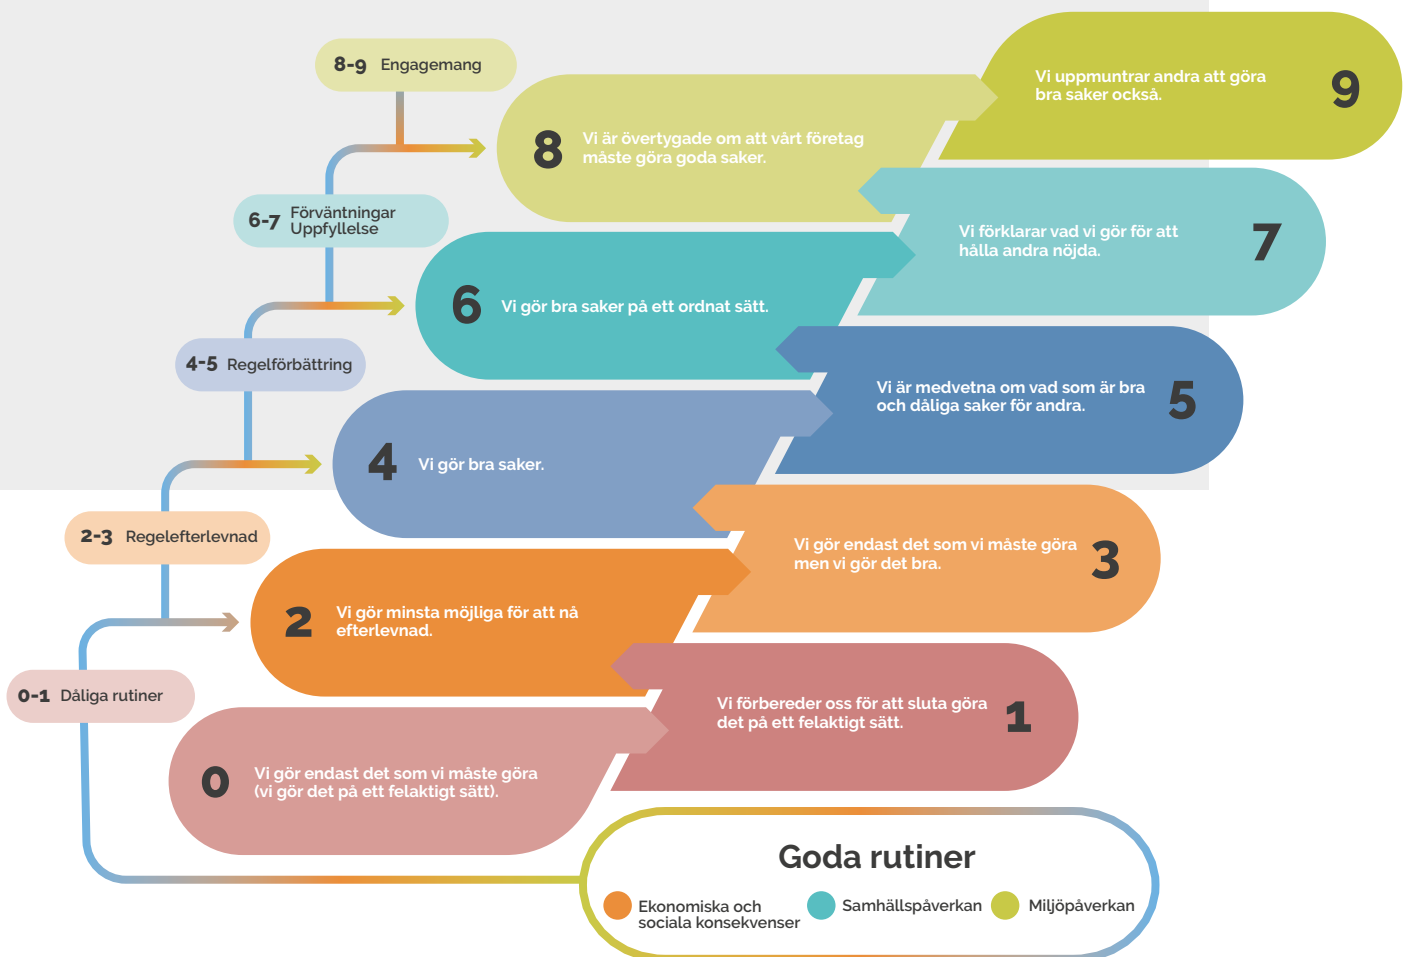 8-9 Engagemang
9
Vi uppmuntrar andra att göra
bra saker också.
8
Vi är övertygade om att vårt företag
måste göra goda saker.
6-7 Förväntningar
Uppfyllelse
7
Vi förklarar vad vi gör för att
hålla andra nöjda.
6
Vi gör bra saker på ett ordnat sätt.
4-5 Regelförbättring
5
Vi är medvetna om vad som är bra
och dåliga saker för andra.
4
Vi gör bra saker.
2-3 Regelefterlevnad
3
Vi gör endast det som vi måste göra
men vi gör det bra.
2
Vi gör minsta möjliga för att nå
efterlevnad.
0-1 Dåliga rutiner
1
Vi förbereder oss för att sluta göra
det på ett felaktigt sätt.
0
Vi gör endast det som vi måste göra
(vi gör det på ett felaktigt sätt).
Goda rutiner
Ekonomiska och
sociala konsekvenser
Samhällspåverkan
Miljöpåverkan